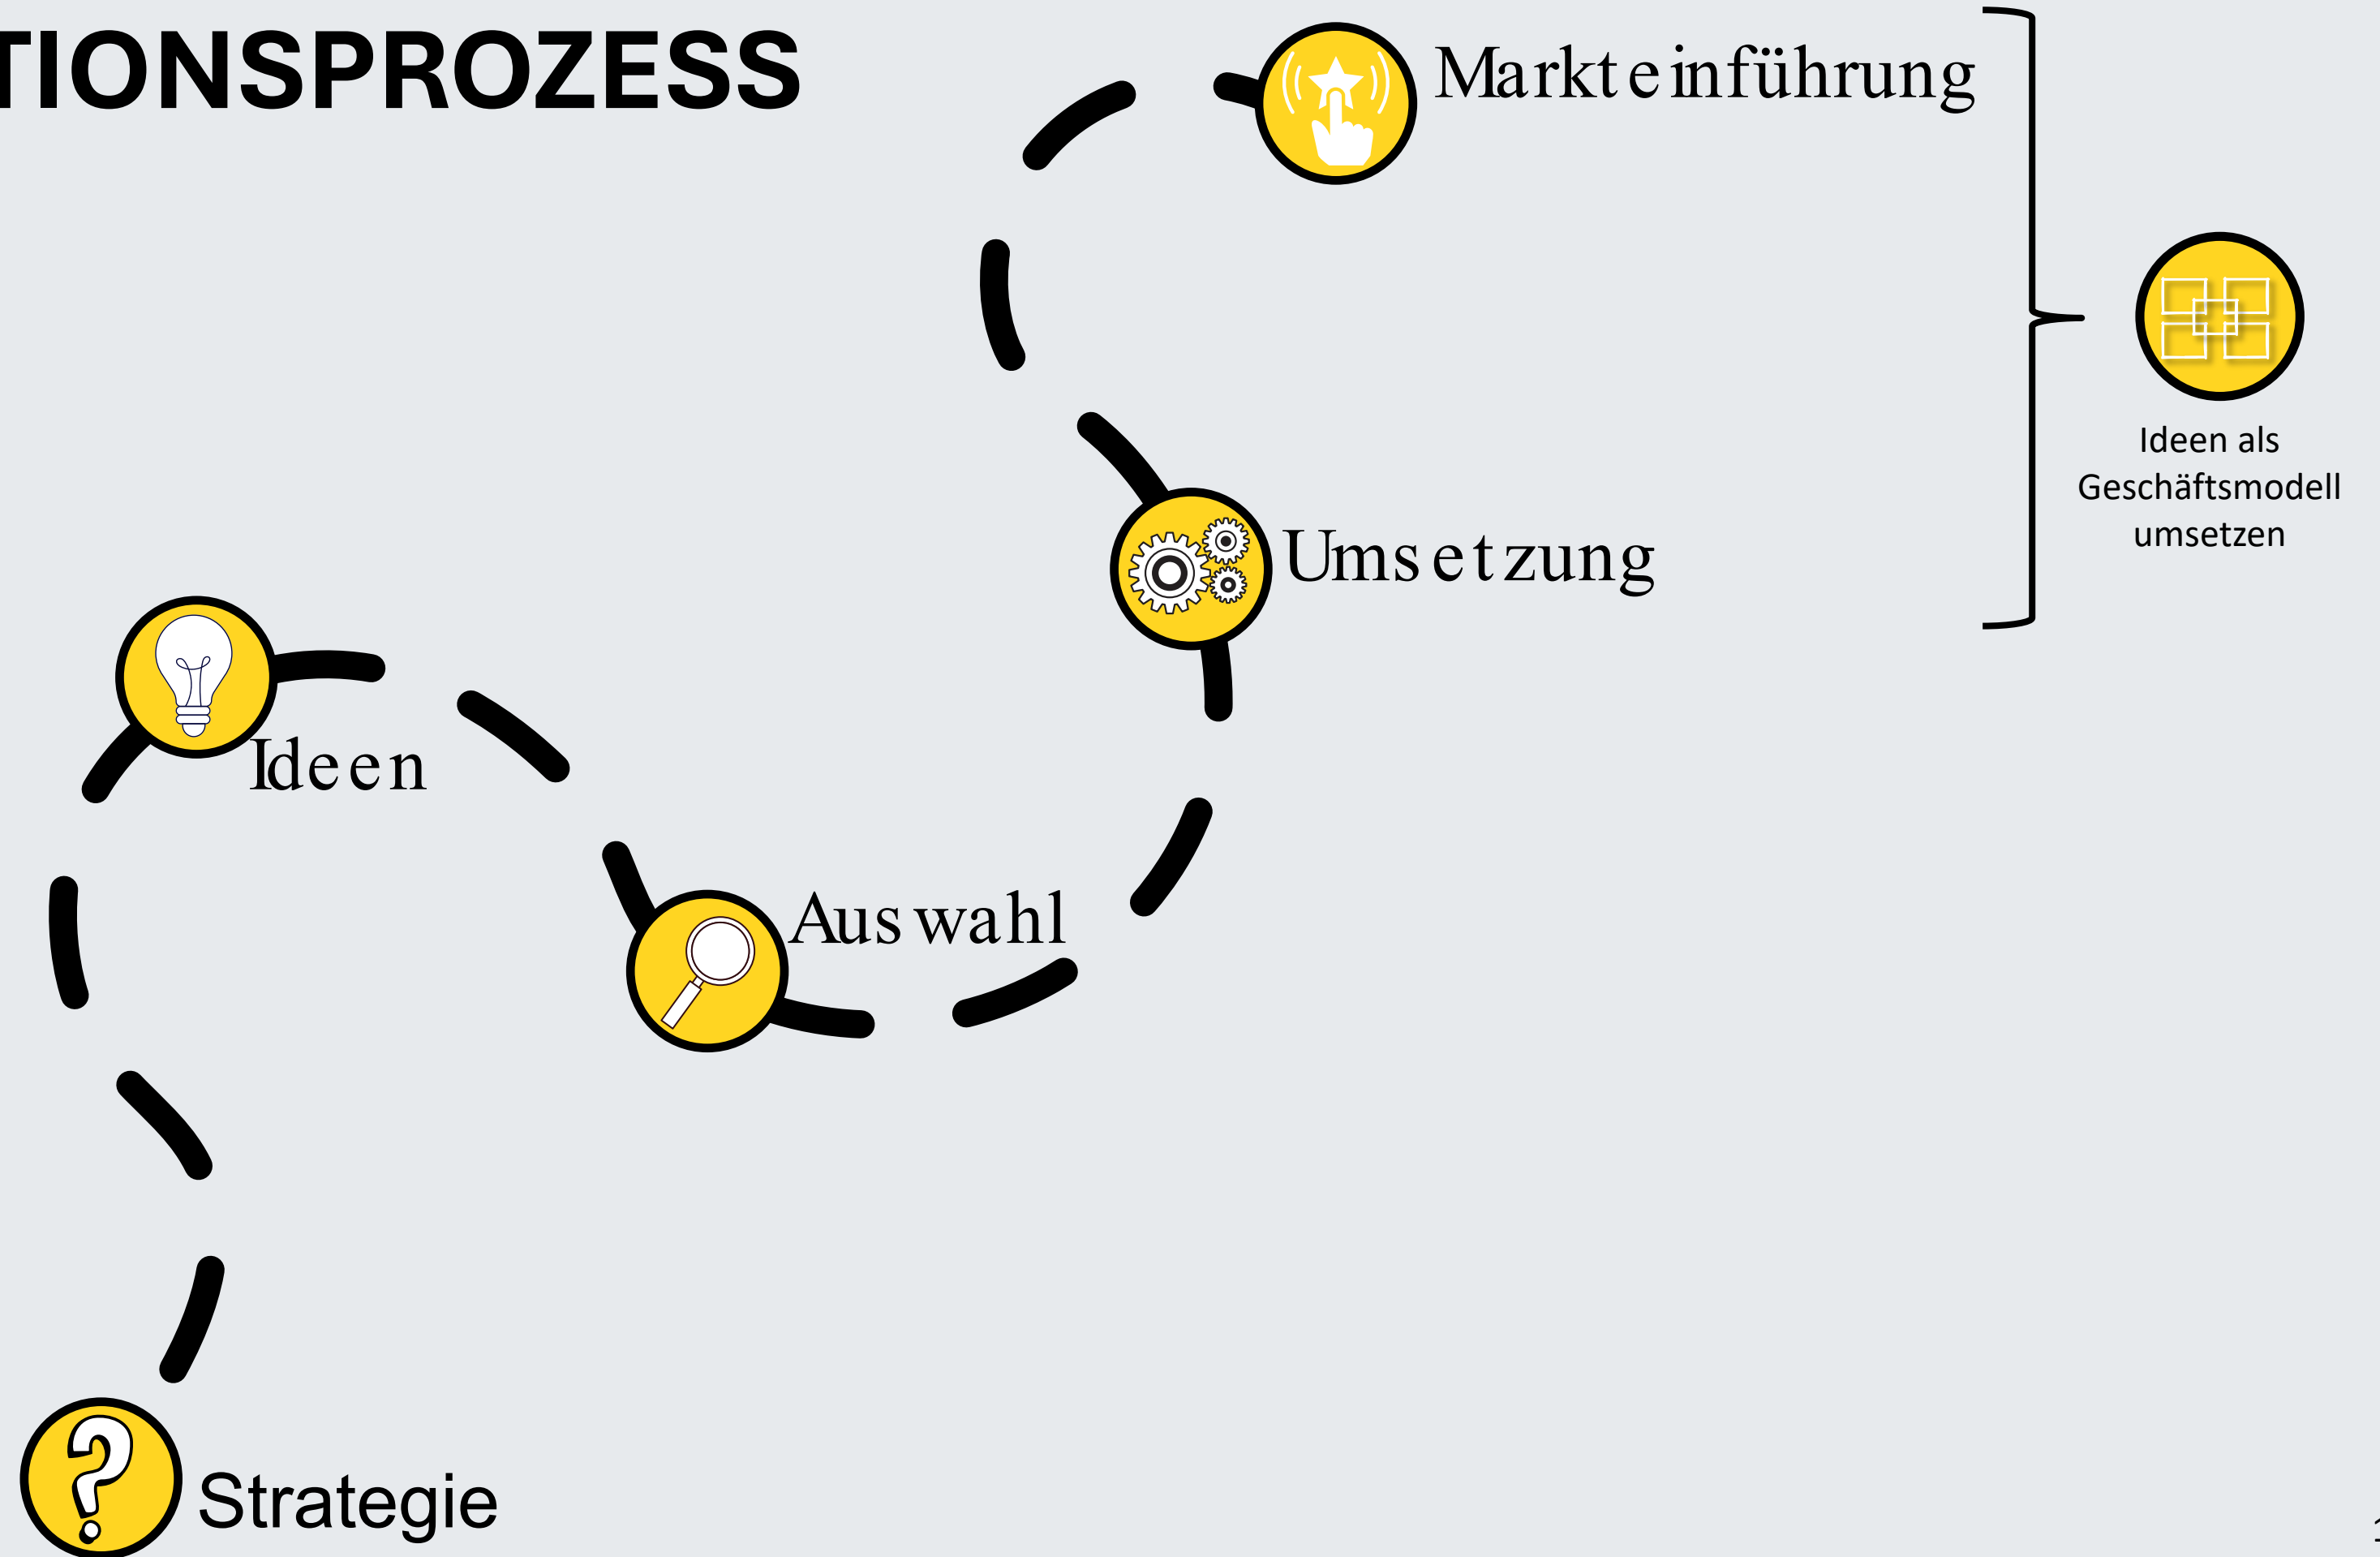 TIONSPROZESS
Markteinführung
Ideen als
Geschäftsmodell
umsetzen
Umsetzung
Ideen
Auswahl
Strategie